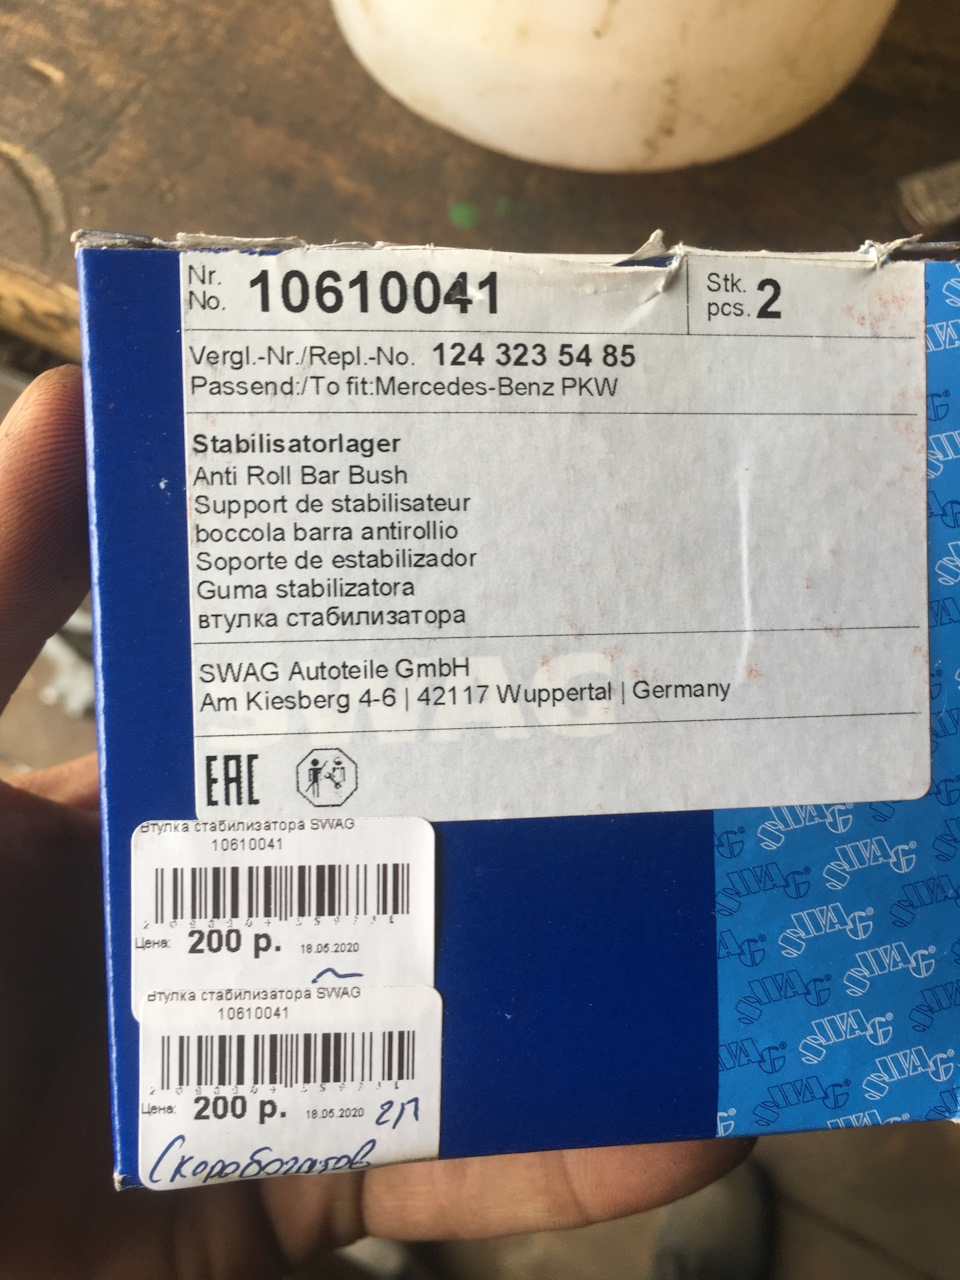 Nr.
No. 10610041
Stk.
pcs. 2
Vergl.-Nr./Repl.-No. 124 323 54 85
Passend:/To fit:Mercedes-Benz PKW
Stabilisatorlager
Anti Roll Bar Bush
Support de stabilisateur
boccola barra antirollio
Soporte de estabilizador
Guma stabilizatora
втулка стабилизатора
SWAG Autoteile GmbH
Am Kiesberg 4-6 | 42117 Wuppertal | Germany
SWAG
EAC
Втулка стабилизатора SWAG
10610041
Цена: 200 р. 18.05.2020
Втулка стабилизатора SWAG
10610041
Цена: 200 р. 18.05.2020 2П
Скоробогатов